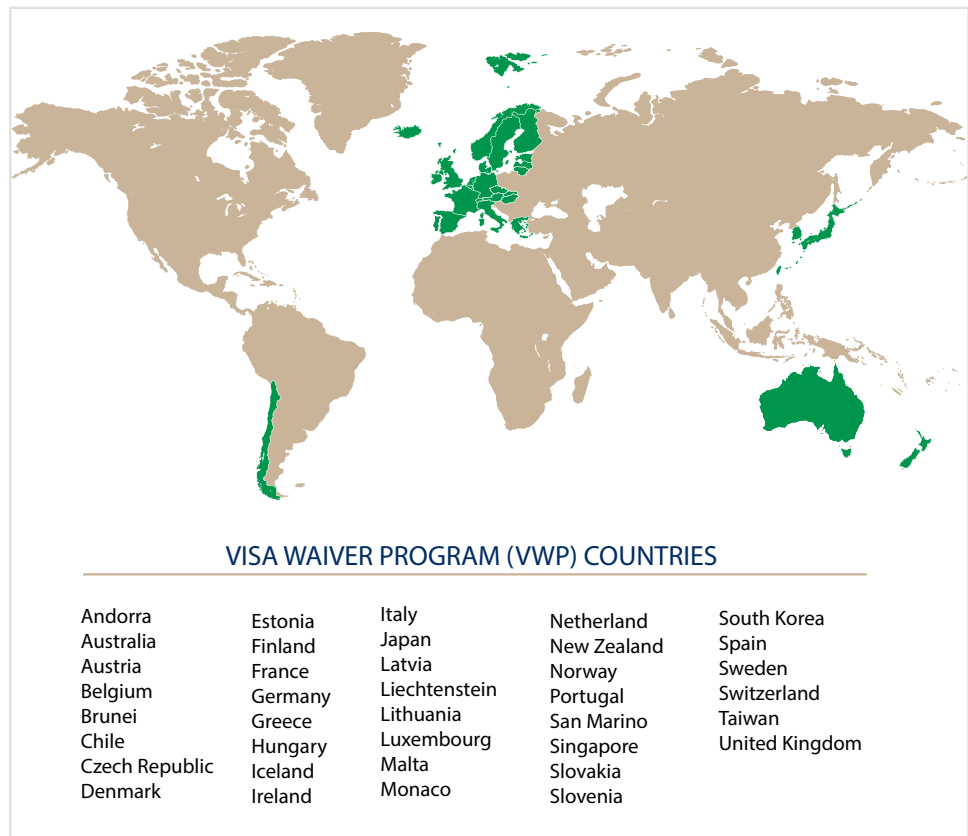 VISA WAIVER PROGRAM (VWP) COUNTRIES
Andorra
Australia
Austria
Belgium
Brunei
Chile
Czech Republic
Denmark
Estonia
Finland
France
Germany
Greece
Hungary
Iceland
Ireland
Italy
Japan
Latvia
Liechtenstein
Lithuania
Luxembourg
Malta
Monaco
Netherland
New Zealand
Norway
Portugal
San Marino
Singapore
Slovakia
Slovenia
South Korea
Spain
Sweden
Switzerland
Taiwan
United Kingdom